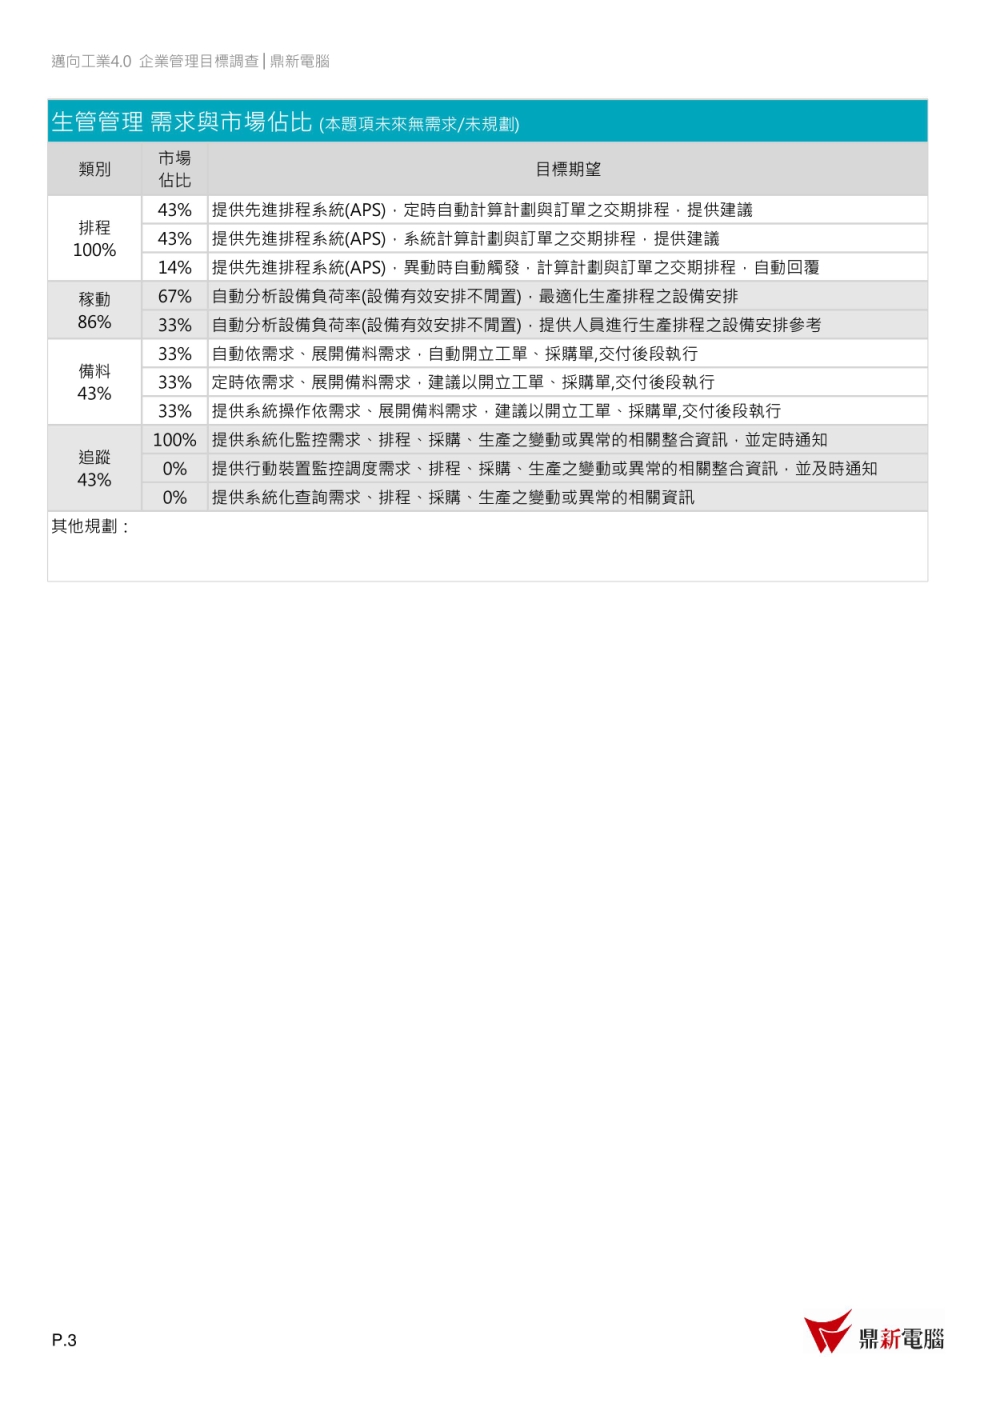 邁向工業4.0 企業管理目標調查│鼎新電腦
生管管理 需求與市場佔比 (本題項未來無需求/未規劃)
類別 市場佔比 目標期望
排程
100%
43% 提供先進排程系統(APS)，定時自動計算計劃與訂單之交期排程，提供建議
43% 提供先進排程系統(APS)，系統計算計劃與訂單之交期排程，提供建議
14% 提供先進排程系統(APS)，異動時自動觸發，計算計劃與訂單之交期排程，自動回覆
稼動
86%
67% 自動分析設備負荷率(設備有效安排不閒置)，最適化生產排程之設備安排
33% 自動分析設備負荷率(設備有效安排不閒置)，提供人員進行生產排程之設備安排參考
備料
43%
33% 自動依需求、展開備料需求，自動開立工單、採購單,交付後段執行
33% 定時依需求、展開備料需求，建議以開立工單、採購單,交付後段執行
33% 提供系統操作依需求、展開備料需求，建議以開立工單、採購單,交付後段執行
追蹤
43%
100% 提供系統化監控需求、排程、採購、生產之變動或異常的相關整合資訊，並定時通知
0% 提供行動裝置監控調度需求、排程、採購、生產之變動或異常的相關整合資訊，並及時通知
0% 提供系統化查詢需求、排程、採購、生產之變動或異常的相關資訊
其他規劃：
P.3
鼎新電腦